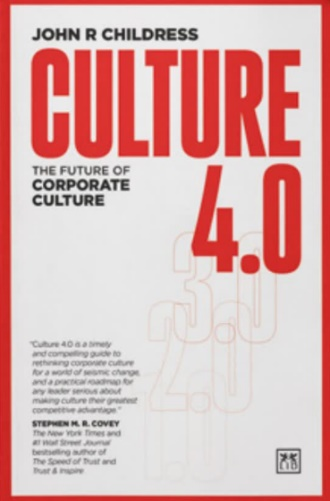 JOHN R CHILDRESS
CULTURE
THE FUTURE OF
CORPORATE
CULTURE
4.0
3.0
2.0
"Culture 4.0 is a timely
and compelling guide to
rethinking corporate culture
for a world of seismic change,
and a practical roadmap for
any leader serious about
making culture their greatest
competitive advantage."
STEPHEN M. R. COVEY
The New York Times and
#1 Wall Street Journal
bestselling author of
The Speed of Trust and
Trust & Inspire
LID